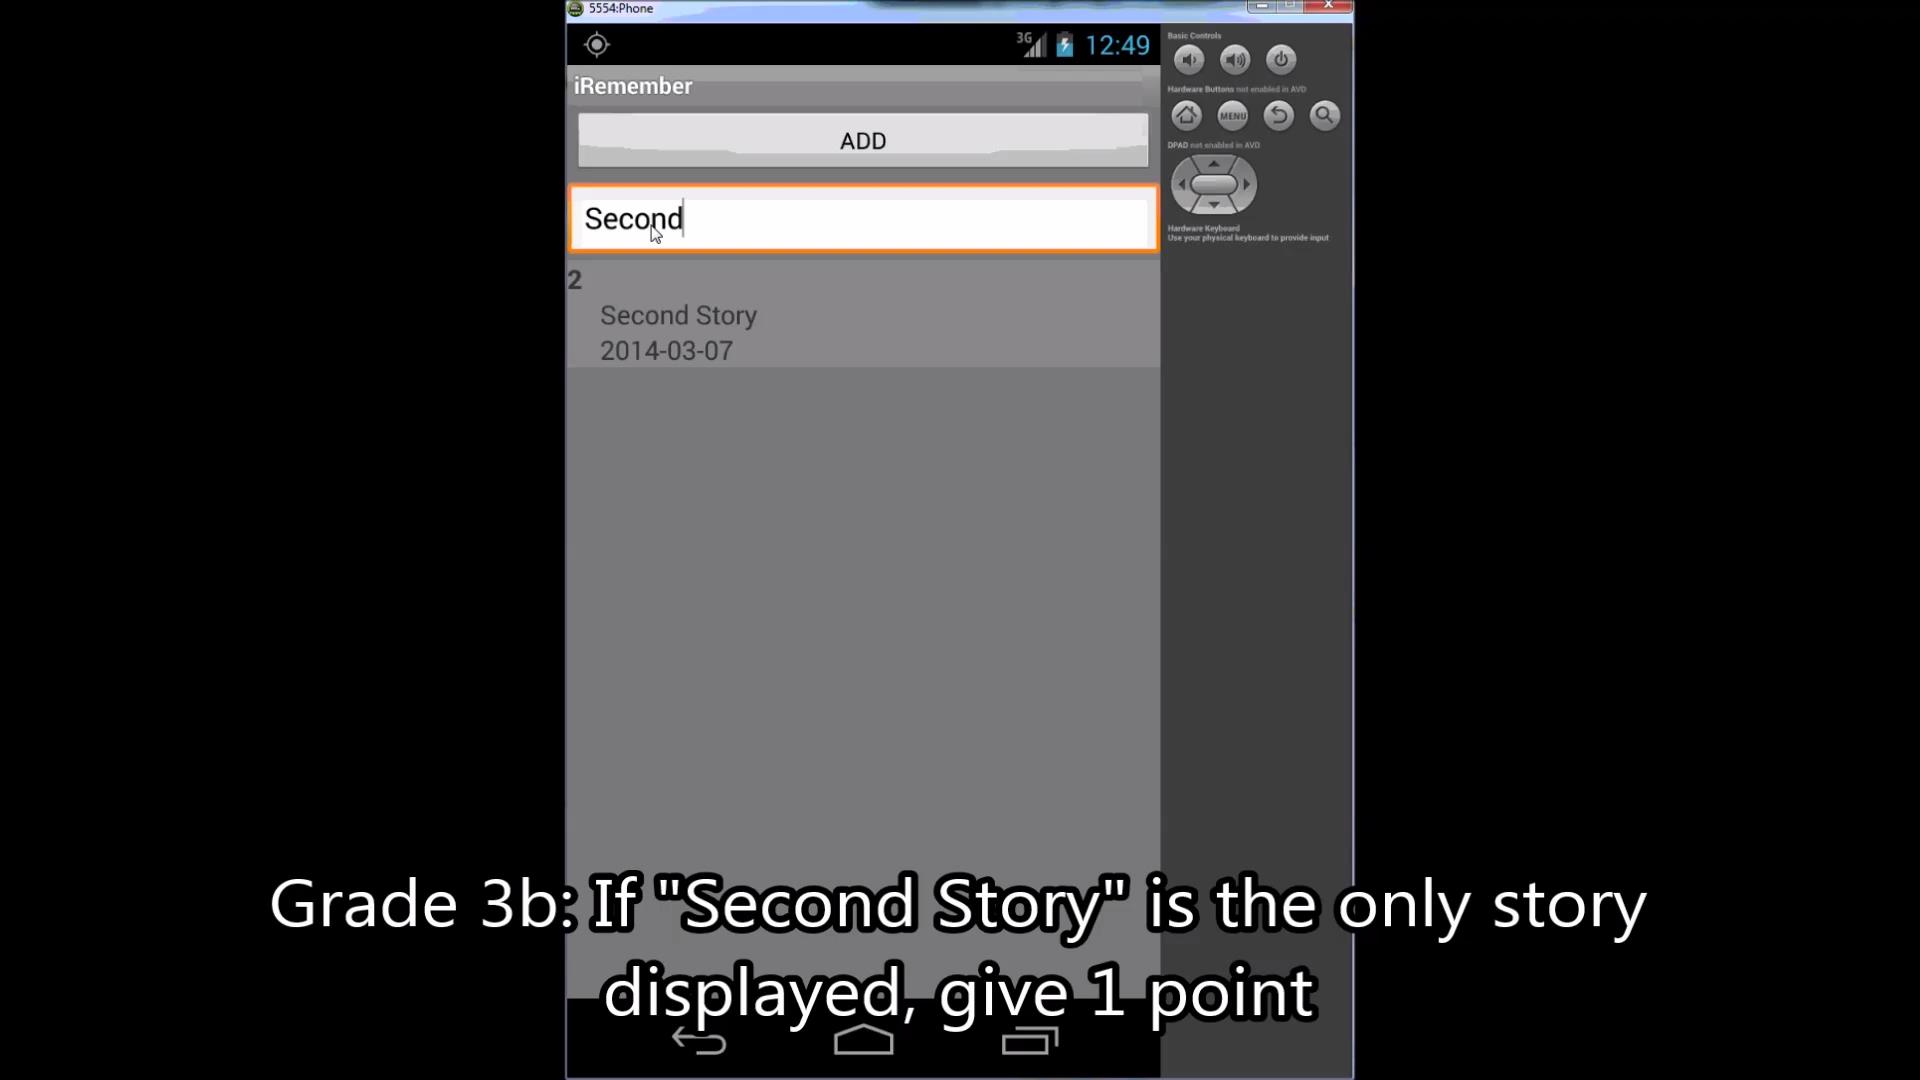 5554:Phone
3G 12:49
iRemember
ADD
Second
2
Second Story
2014-03-07
Basic Controls
Hardware Buttons not enabled in AVD
MENU
DPAD not enabled in AVD
Hardware Keyboard
Use your physical keyboard to provide input
Grade 3b: If "Second Story" is the only story
displayed, give 1 point